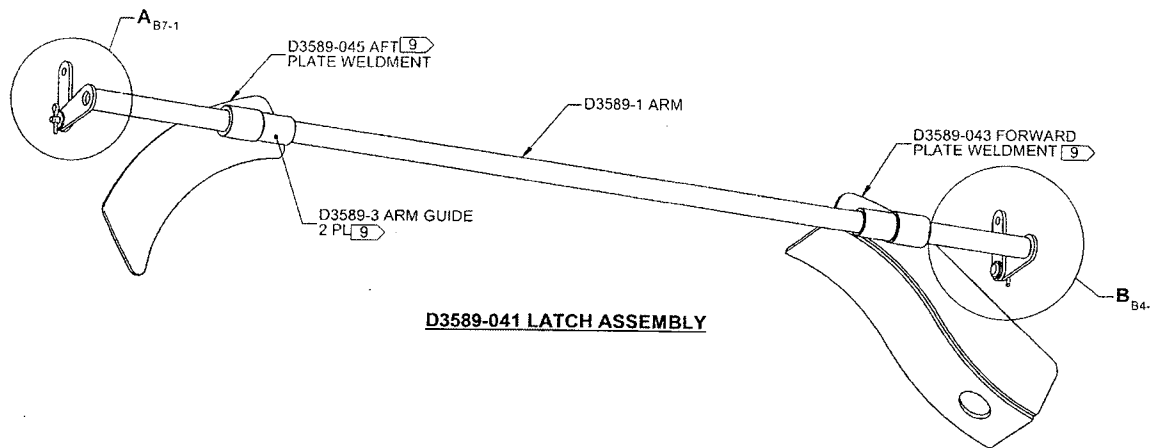 A B7-1
D3589-045 AFT 9
PLATE WELDMENT
D3589-1 ARM
D3589-043 FORWARD
PLATE WELDMENT 9
D3589-3 ARM GUIDE
2 PL 9
B B4-
D3589-041 LATCH ASSEMBLY